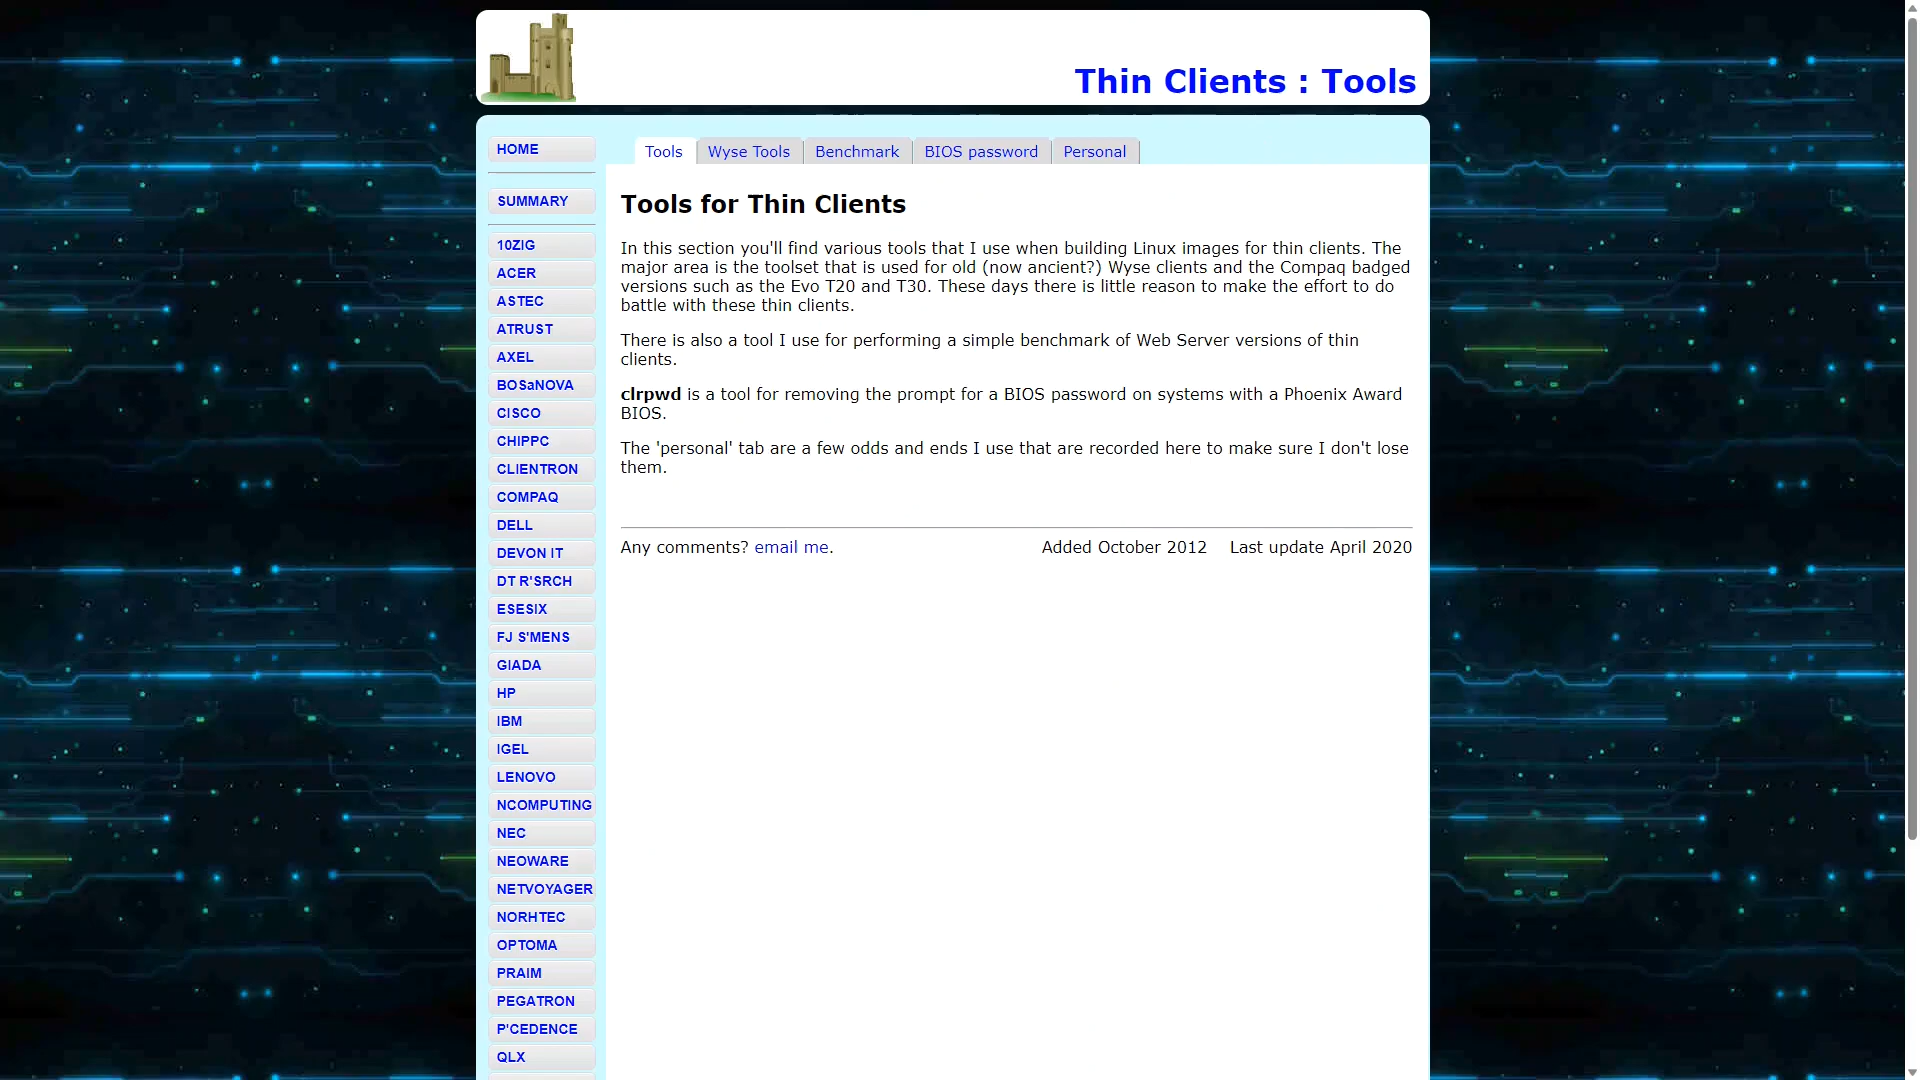 Thin Clients : Tools
HOME
SUMMARY
10ZIG
ACER
ASTEC
ATRUST
AXEL
BOSaNOVA
CISCO
CHIPPC
CLIENTRON
COMPAQ
DELL
DEVON IT
DT R'SRCH
ESESIX
FJ S'MENS
GIADA
HP
IBM
IGEL
LENOVO
NCOMPUTING
NEC
NEOWARE
NETVOYAGER
NORHTEC
OPTOMA
PRAIM
PEGATRON
P'CEDENCE
QLX
Tools Wyse Tools Benchmark BIOS password Personal
Tools for Thin Clients
In this section you'll find various tools that I use when building Linux images for thin clients. The
major area is the toolset that is used for old (now ancient?) Wyse clients and the Compaq badged
versions such as the Evo T20 and T30. These days there is little reason to make the effort to do
battle with these thin clients.
There is also a tool I use for performing a simple benchmark of Web Server versions of thin
clients.
clrpwd is a tool for removing the prompt for a BIOS password on systems with a Phoenix Award
BIOS.
The 'personal' tab are a few odds and ends I use that are recorded here to make sure I don't lose
them.
Any comments? email me. Added October 2012 Last update April 2020